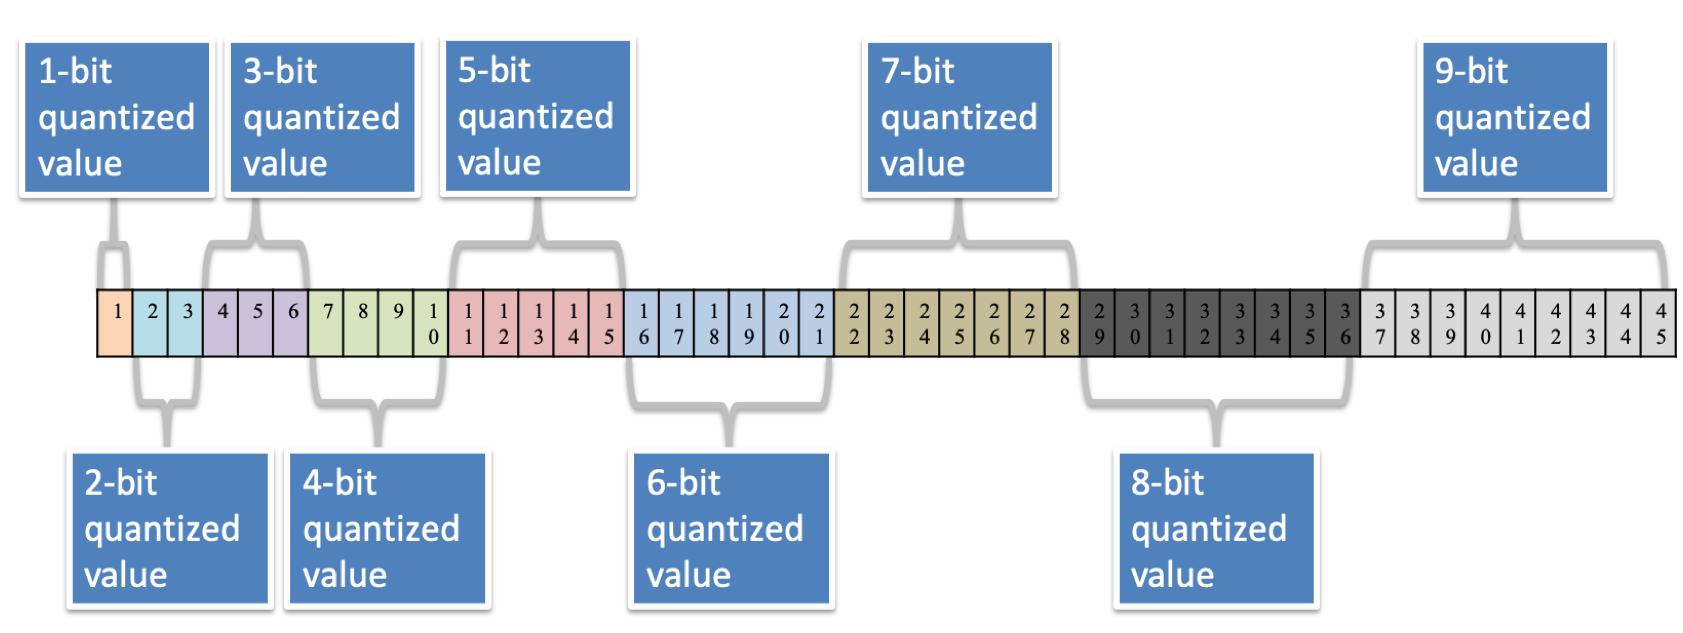 1-bit
quantized
value
3-bit
quantized
value
5-bit
quantized
value
7-bit
quantized
value
9-bit
quantized
value
1 2 3 4 5 6 7 8 9 10 11 12 13 14 15 16 17 18 19 20 21 22 23 24 25 26 27 28 29 30 31 32 33 34 35 36 37 38 39 40 41 42 43 44 45
2-bit
quantized
value
4-bit
quantized
value
6-bit
quantized
value
8-bit
quantized
value